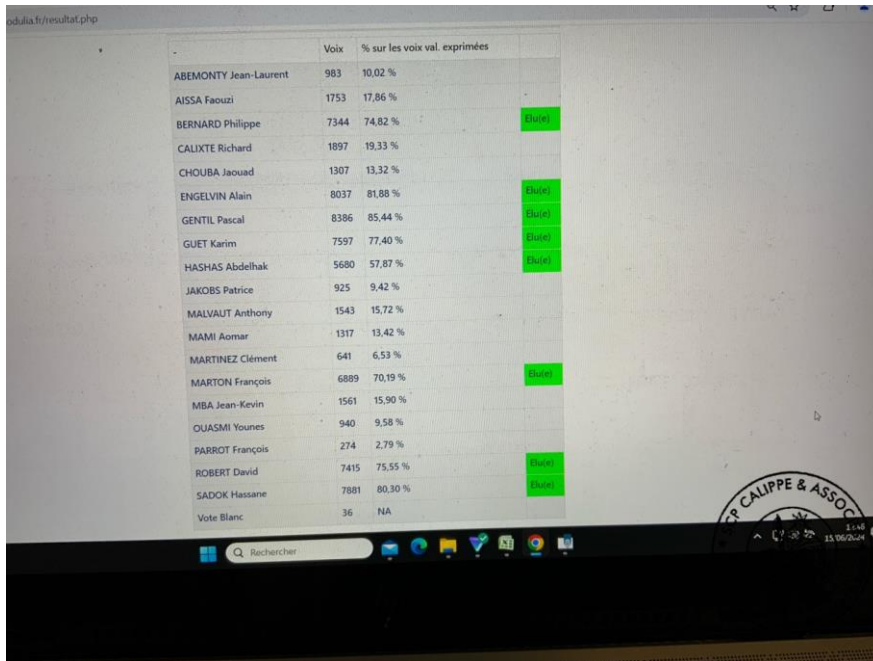 odulia.fr/resultat.php
- Voix % sur les voix val. exprimées
ABEMONTY Jean-Laurent 983 10,02 %
AISSA Faouzi 1753 17,86 %
BERNARD Philippe 7344 74,82 % Elu(e)
CALIXTE Richard 1897 19,33 %
CHOUBA Jaouad 1307 13,32 %
ENGELVIN Alain 8037 81,88 % Elu(e)
GENTIL Pascal 8386 85,44 % Elu(e)
GUET Karim 7597 77,40 % Elu(e)
HASHAS Abdelhak 5680 57,87 % Elu(e)
JAKOBS Patrice 925 9,42 %
MALVAUT Anthony 1543 15,72 %
MAMI Aomar 1317 13,42 %
MARTINEZ Clément 641 6,53 %
MARTON François 6889 70,19 % Elu(e)
MBA Jean-Kevin 1561 15,90 %
OUASMI Younes 940 9,58 %
PARROT François 274 2,79 %
ROBERT David 7415 75,55 % Elu(e)
SADOK Hassane 7881 80,30 % Elu(e)
Vote Blanc 36 NA
SCP CALIPPE & ASSOC
Rechercher
15/06/2024